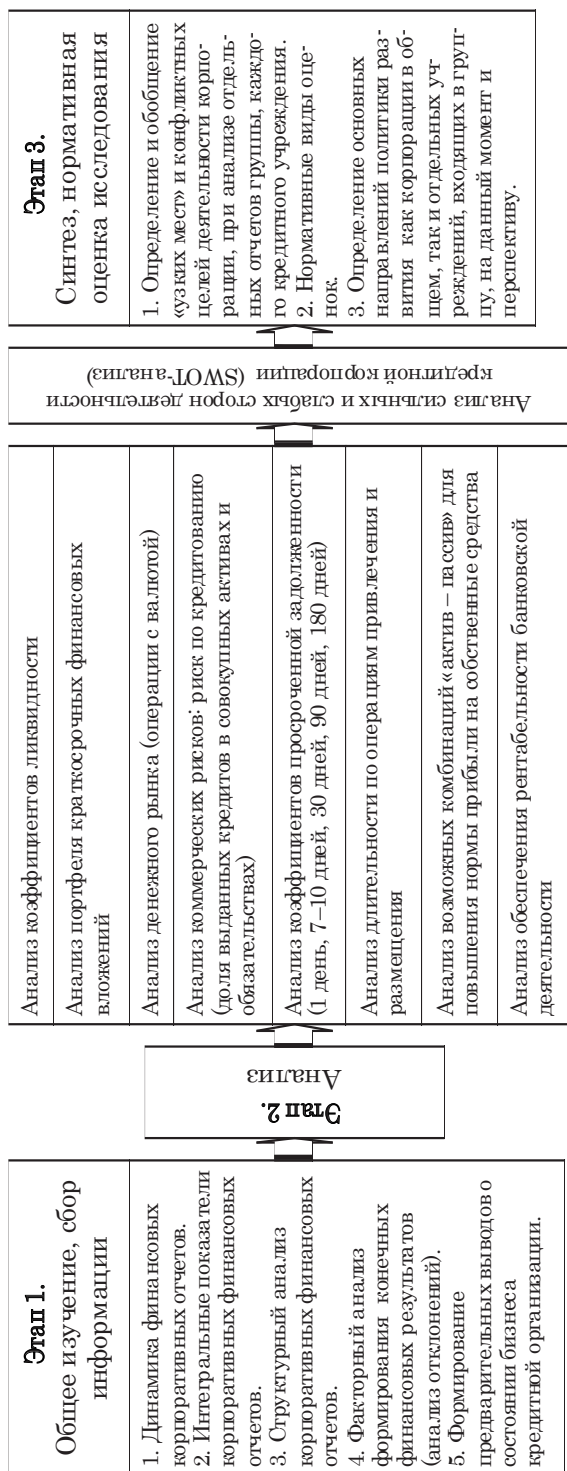 Этап 1.
Общее изучение, сбор
информации
1. Динамика финансовых
корпоративных отчетов.
2. Интегральные показатели
корпоративных финансовых
отчетов.
3. Структурный анализ
корпоративных финансовых
отчетов.
4. Факторный анализ
формирования конечных
финансовых результатов
(анализ отклонений).
5. Формирование
предварительных выводов о
состоянии бизнеса
кредитной организации.
Этап 2.
Анализ
Анализ коэффициентов ликвидности
Анализ портфеля краткосрочных финансовых
вложений
Анализ денежного рынка (операции с валютой)
Анализ коммерческих рисков: риск по кредитованию
(доля выданных кредитов в совокупных активах и
обязательствах)
Анализ коэффициентов просроченной задолженности
(1 день, 7–10 дней, 30 дней, 90 дней, 180 дней)
Анализ длительности по операциям привлечения и
размещения
Анализ возможных комбинаций «актив – пассив» для
повышения нормы прибыли на собственные средства
Анализ обеспечения рентабельности банковской
деятельности
Анализ сильных и слабых сторон деятельности
кредитной корпорации (SWOT-анализ)
Этап 3.
Синтез, нормативная
оценка исследования
1. Определение и обобщение
«узких мест» и конфликтных
целей деятельности корпо-
рации, при анализе отдель-
ных отчетов группы, каждо-
го кредитного учреждения.
2. Нормативные виды оце-
нок.
3. Определение основных
направлений политики раз-
вития как корпорации в об-
щем, так и отдельных уч-
реждений, входящих в груп-
пу, на данный момент и
перспективу.